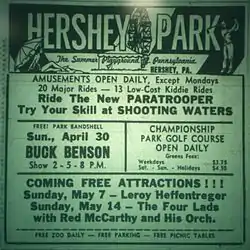 HERSHEY PARK
The Summer Playground of Pennsylvania
HERSHEY, PA.
AMUSEMENTS OPEN DAILY, Except Mondays
20 Major Rides — 13 Low-Cost Kiddie Rides
Ride The New PARATROOPER
Try Your Skill at SHOOTING WATERS
FREE! PARK BANDSHELL
Sun., April 30
BUCK BENSON
Show 2-5-8 P.M.
CHAMPIONSHIP
PARK GOLF COURSE
OPEN DAILY
Greens Fees:
Weekdays $3.75
Sat. - Sun. - Holidays $4.50
COMING FREE ATTRACTIONS!!!
Sunday, May 7 — Leroy Heffentreger
Sunday, May 14 — The Four Lads
with Red McCarthy and His Orch.
FREE ZOO DAILY — FREE PARKING — FREE PICNIC TABLES